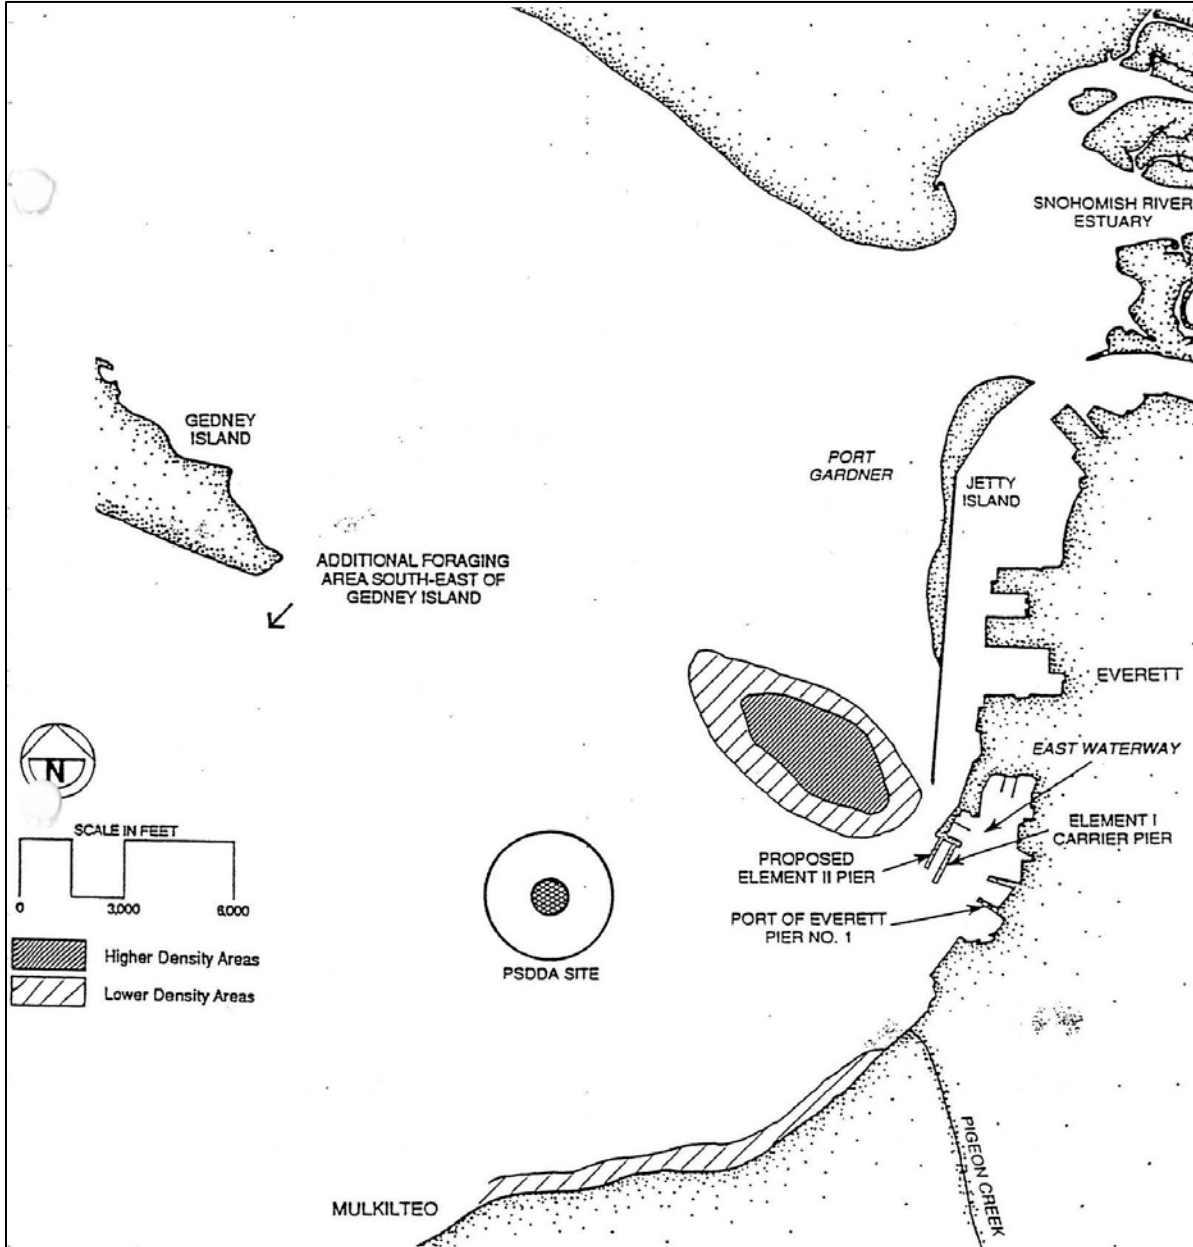 SNOHOMISH RIVER
ESTUARY
GEDNEY
ISLAND
PORT
GARDNER
JETTY
ISLAND
ADDITIONAL FORAGING
AREA SOUTH-EAST OF
GEDNEY ISLAND
EVERETT
EAST WATERWAY
N
SCALE IN FEET
0 3,000 6,000
ELEMENT I
CARRIER PIER
PROPOSED
ELEMENT II PIER
PORT OF EVERETT
PIER NO. 1
Higher Density Areas
Lower Density Areas
PSDDA SITE
PIGEON CREEK
MUKILTEO